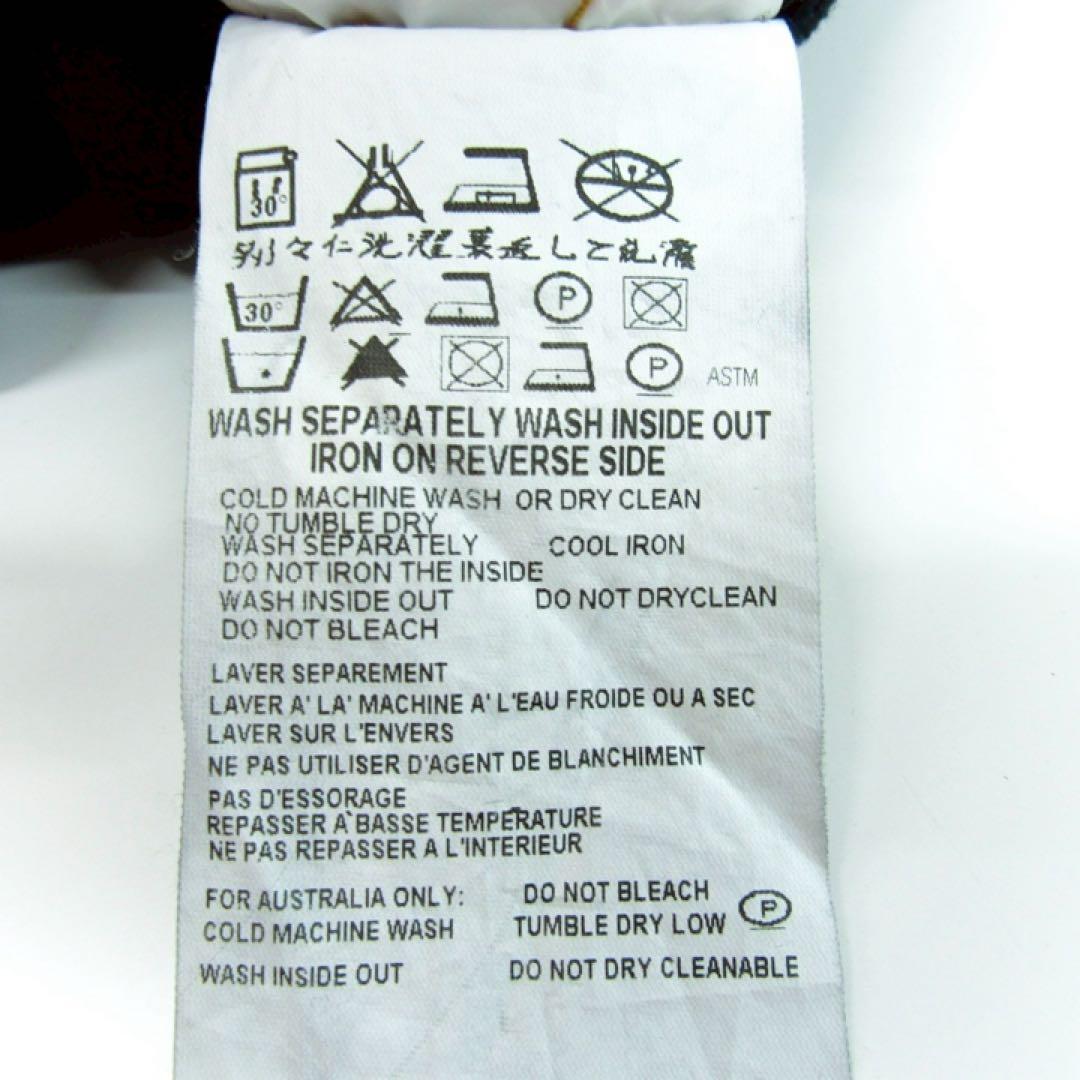 30°
別々に洗濯裏返して洗濯
30° P
P ASTM
WASH SEPARATELY WASH INSIDE OUT
IRON ON REVERSE SIDE
COLD MACHINE WASH OR DRY CLEAN
NO TUMBLE DRY
WASH SEPARATELY COOL IRON
DO NOT IRON THE INSIDE
WASH INSIDE OUT DO NOT DRYCLEAN
DO NOT BLEACH
LAVER SEPAREMENT
LAVER A' LA' MACHINE A' L'EAU FROIDE OU A SEC
LAVER SUR L'ENVERS
NE PAS UTILISER D'AGENT DE BLANCHIMENT
PAS D'ESSORAGE
REPASSER À BASSE TEMPERATURE
NE PAS REPASSER A L'INTERIEUR
FOR AUSTRALIA ONLY: DO NOT BLEACH
COLD MACHINE WASH TUMBLE DRY LOW P
WASH INSIDE OUT DO NOT DRY CLEANABLE